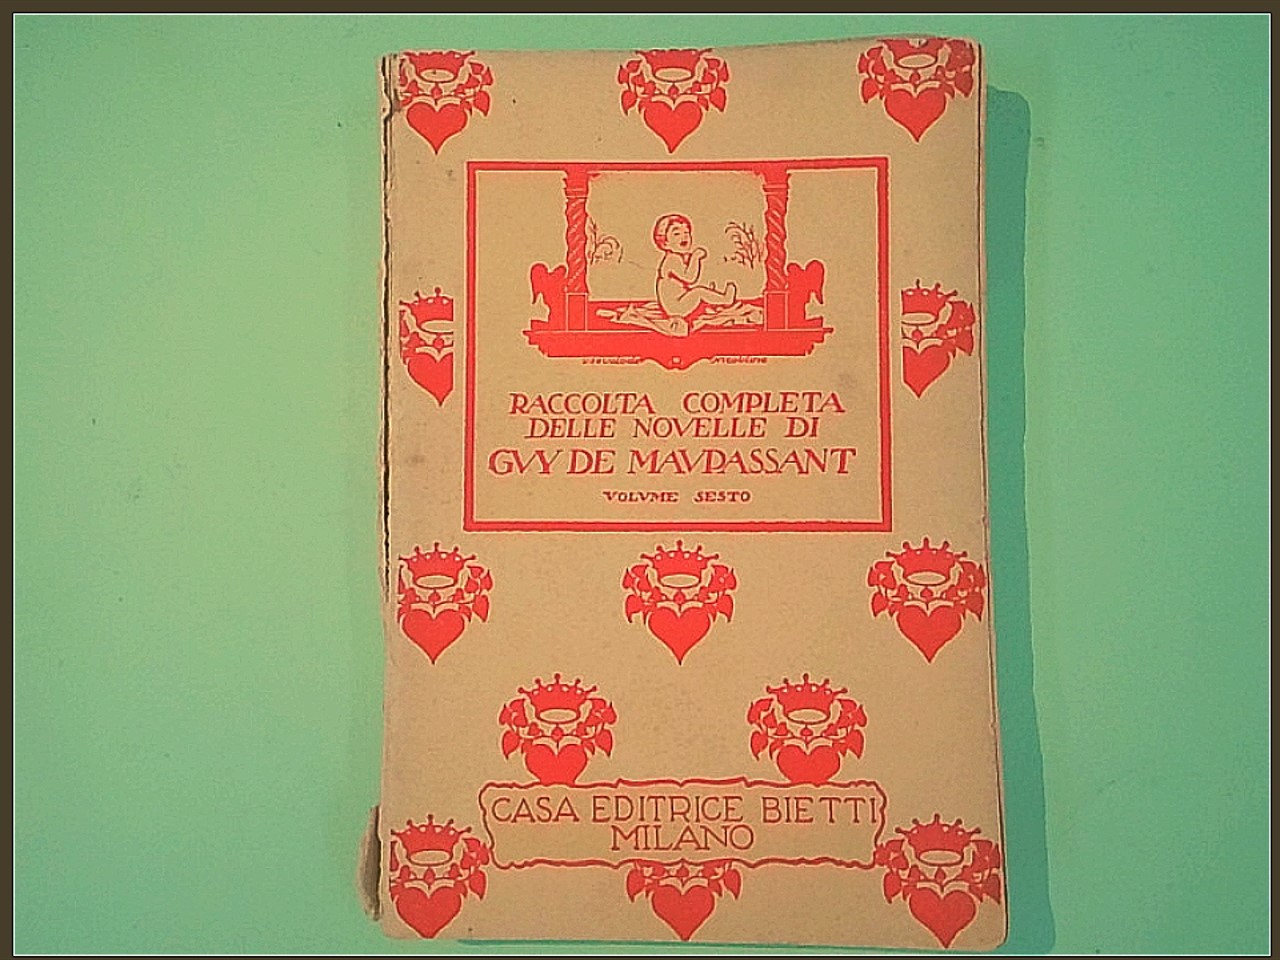 RACCOLTA COMPLETA
DELLE NOVELLE DI
GVY DE MAVPASSANT
VOLVME SESTO
CASA EDITRICE BIETTI
MILANO